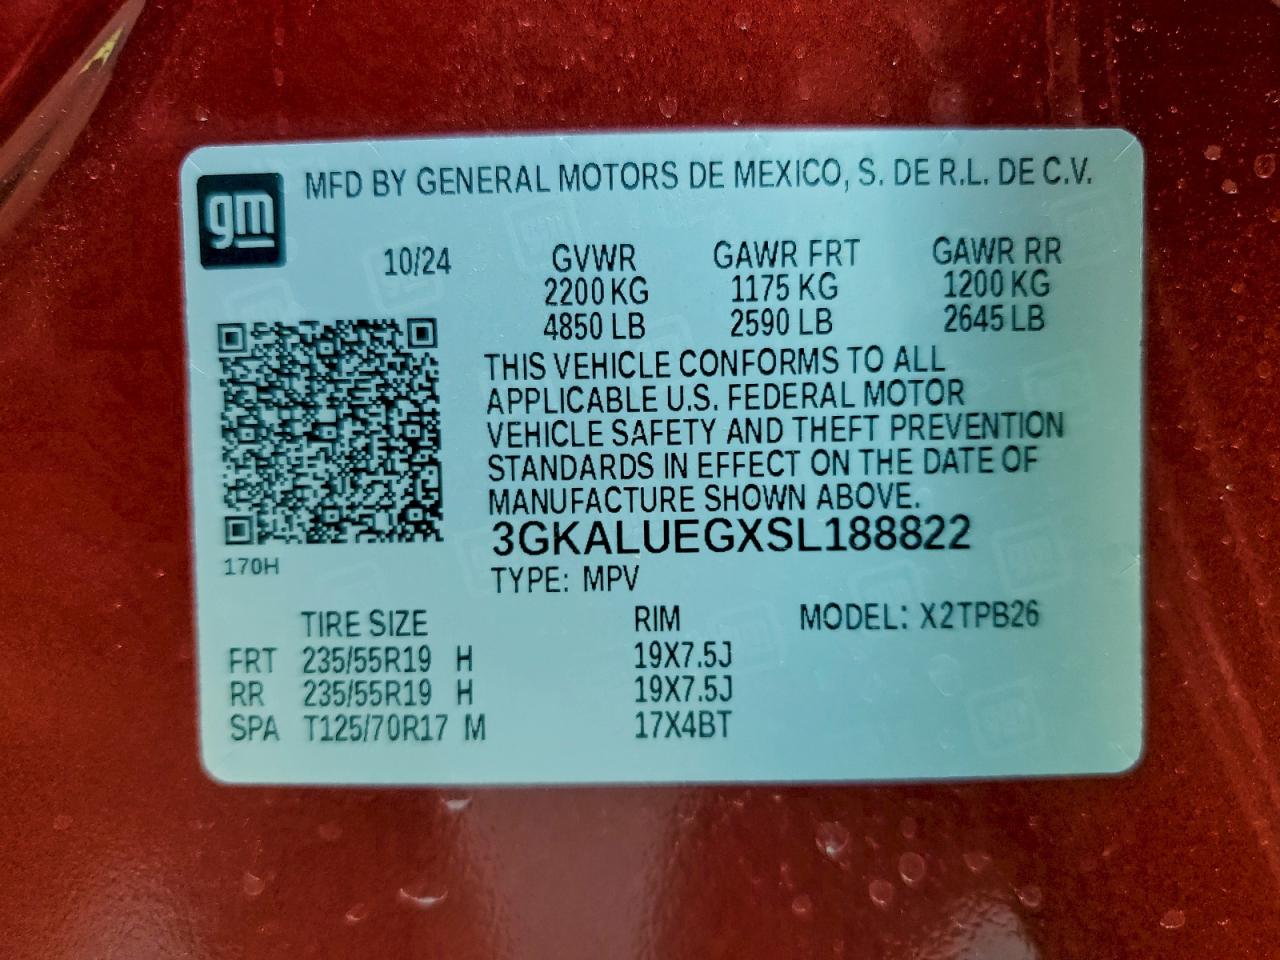 gm
MFD BY GENERAL MOTORS DE MEXICO, S. DE R.L. DE C.V.
10/24 GVWR GAWR FRT GAWR RR
2200 KG 1175 KG 1200 KG
4850 LB 2590 LB 2645 LB
THIS VEHICLE CONFORMS TO ALL
APPLICABLE U.S. FEDERAL MOTOR
VEHICLE SAFETY AND THEFT PREVENTION
STANDARDS IN EFFECT ON THE DATE OF
MANUFACTURE SHOWN ABOVE.
3GKALUEGXSL188822
170H
TYPE: MPV
TIRE SIZE RIM MODEL: X2TPB26
FRT 235/55R19 H 19X7.5J
RR 235/55R19 H 19X7.5J
SPA T125/70R17 M 17X4BT